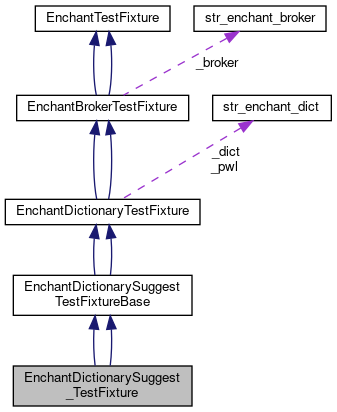 EnchantTestFixture
str_enchant_broker
_broker
EnchantBrokerTestFixture
str_enchant_dict
_dict
_pwl
EnchantDictionaryTestFixture
EnchantDictionarySuggest
TestFixtureBase
EnchantDictionarySuggest
_TestFixture